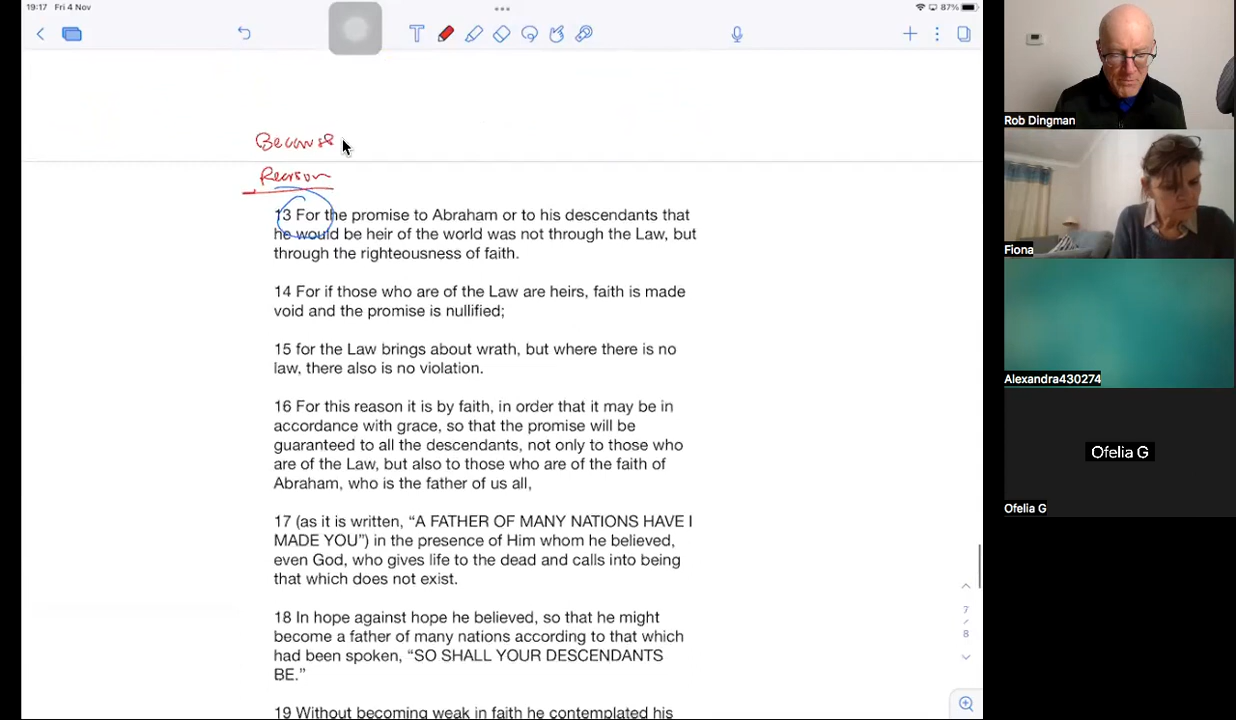 19:17 Fri 4 Nov
87%
T
Because
Reason
13 For the promise to Abraham or to his descendants that
he would be heir of the world was not through the Law, but
through the righteousness of faith.
14 For if those who are of the Law are heirs, faith is made
void and the promise is nullified;
15 for the Law brings about wrath, but where there is no
law, there also is no violation.
16 For this reason it is by faith, in order that it may be in
accordance with grace, so that the promise will be
guaranteed to all the descendants, not only to those who
are of the Law, but also to those who are of the faith of
Abraham, who is the father of us all,
17 (as it is written, “A FATHER OF MANY NATIONS HAVE I
MADE YOU”) in the presence of Him whom he believed,
even God, who gives life to the dead and calls into being
that which does not exist.
18 In hope against hope he believed, so that he might
become a father of many nations according to that which
had been spoken, “SO SHALL YOUR DESCENDANTS
BE.”
19 Without becoming weak in faith he contemplated his
7
/
8
Rob Dingman
Fiona
Alexandra430274
Ofelia G
Ofelia G